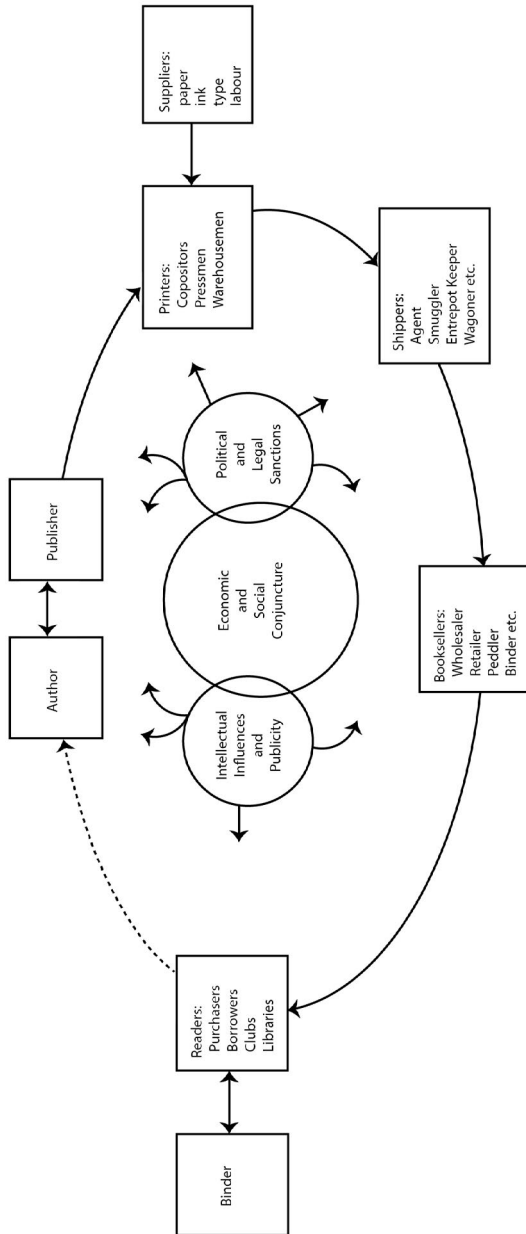 Author
Publisher
Suppliers:
paper
ink
type
labour
Printers:
Copositors
Pressmen
Warehousemen
Intellectual
Influences
and
Publicity
Economic
and
Social
Conjuncture
Political
and
Legal
Sanctions
Binder
Readers:
Purchasers
Borrowers
Clubs
Libraries
Booksellers:
Wholesaler
Retailer
Peddler
Binder etc.
Shippers:
Agent
Smuggler
Entrepot Keeper
Wagoner etc.